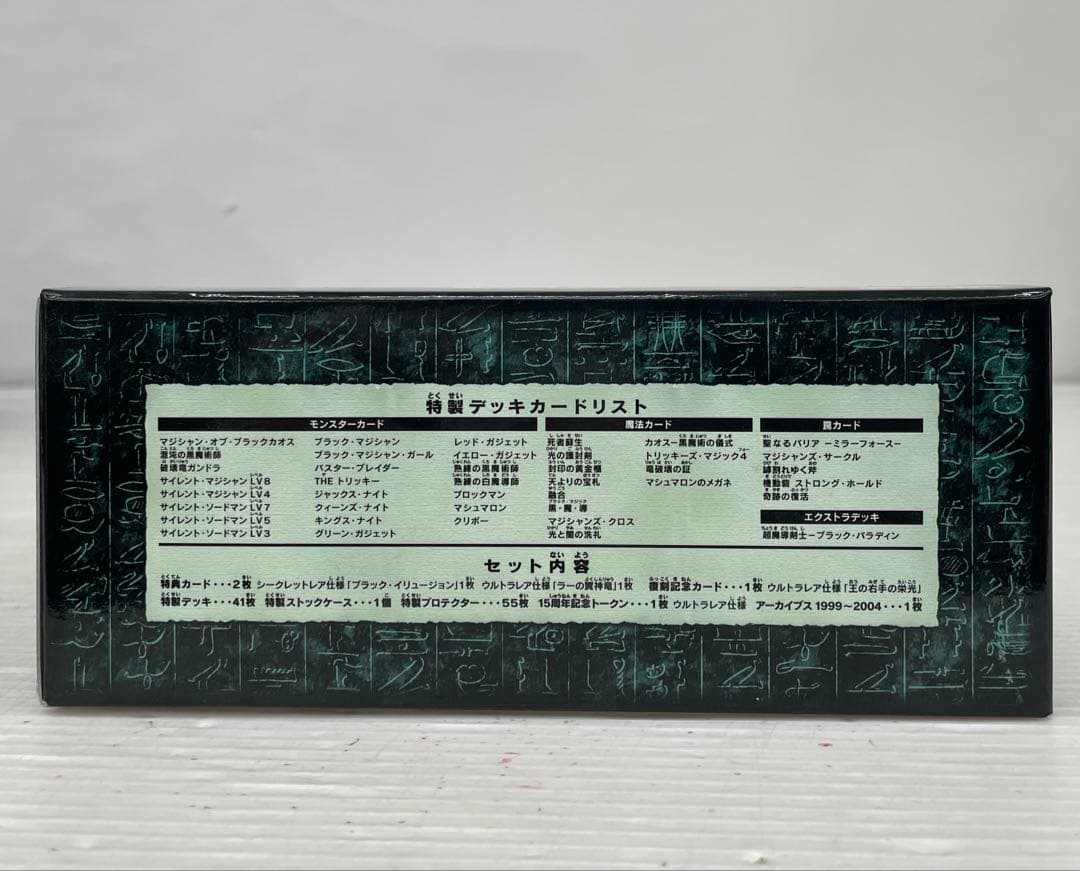 特製デッキカードリスト
モンスターカード
マジシャン・オブ・ブラックカオス
混沌の黒魔術師
破壊竜ガンドラ
サイレント・マジシャン LV8
サイレント・マジシャン LV4
サイレント・ソードマン LV7
サイレント・ソードマン LV5
サイレント・ソードマン LV3
ブラック・マジシャン
ブラック・マジシャン・ガール
バスター・ブレイダー
THE トリッキー
ジャックス・ナイト
クィーンズ・ナイト
キングス・ナイト
グリーン・ガジェット
レッド・ガジェット
イエロー・ガジェット
熟練の黒魔術師
熟練の白魔導師
ブロックマン
マシュマロン
クリボー
魔法カード
死者蘇生
光の護封剣
封印の黄金櫃
天よりの宝札
融合
黒・魔・導
マジシャンズ・クロス
光と闇の洗礼
カオス－黒魔術の儀式
トリッキーズ・マジック4
竜破壊の証
マシュマロンのメガネ
罠カード
聖なるバリア －ミラーフォース－
マジシャンズ・サークル
罅割れゆく斧
機動砦 ストロング・ホールド
奇跡の復活
エクストラデッキ
超魔導剣士－ブラック・パラディン
セット内容
特典カード・・・2枚 シークレットレア仕様「ブラック・イリュージョン」1枚 ウルトラレア仕様「ラーの翼神竜」1枚 復刻記念カード・・・1枚 ウルトラレア仕様「王の右手の栄光」
特製デッキ・・・41枚 特製ストックケース・・・1個 特製プロテクター・・・55枚 15周年記念トークン・・・1枚 ウルトラレア仕様 アーカイブス 1999～2004・・・1枚